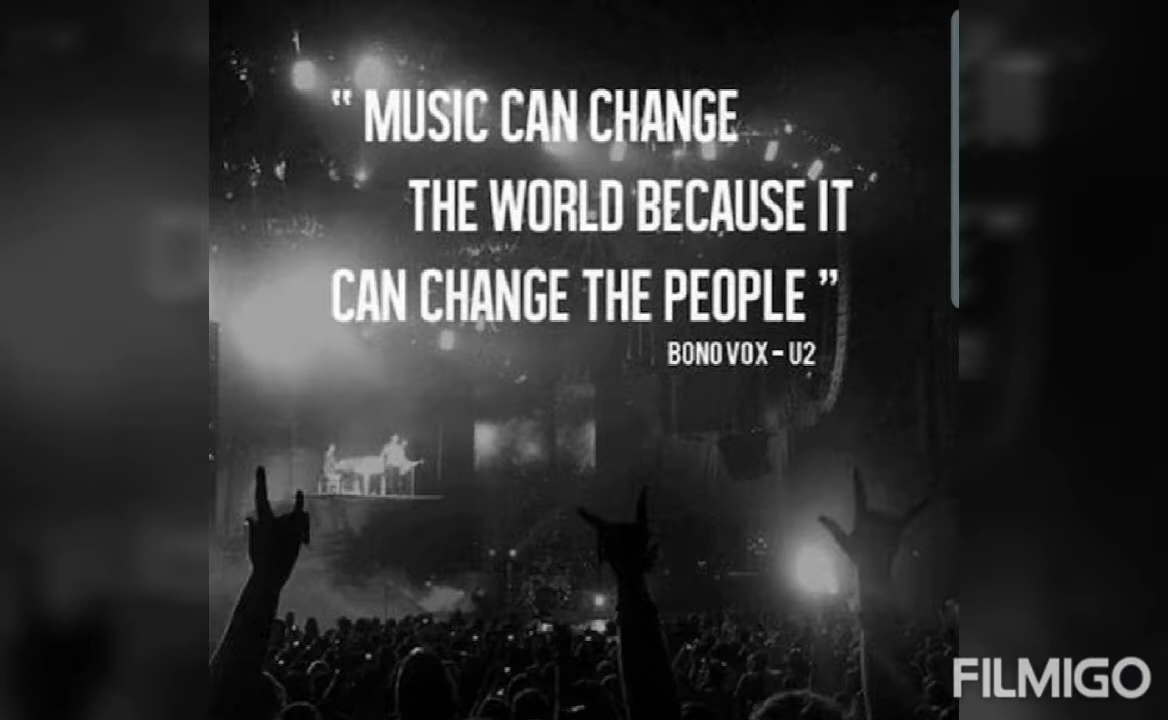 “ MUSIC CAN CHANGE
THE WORLD BECAUSE IT
CAN CHANGE THE PEOPLE ”
BONO VOX - U2
FILMIGO